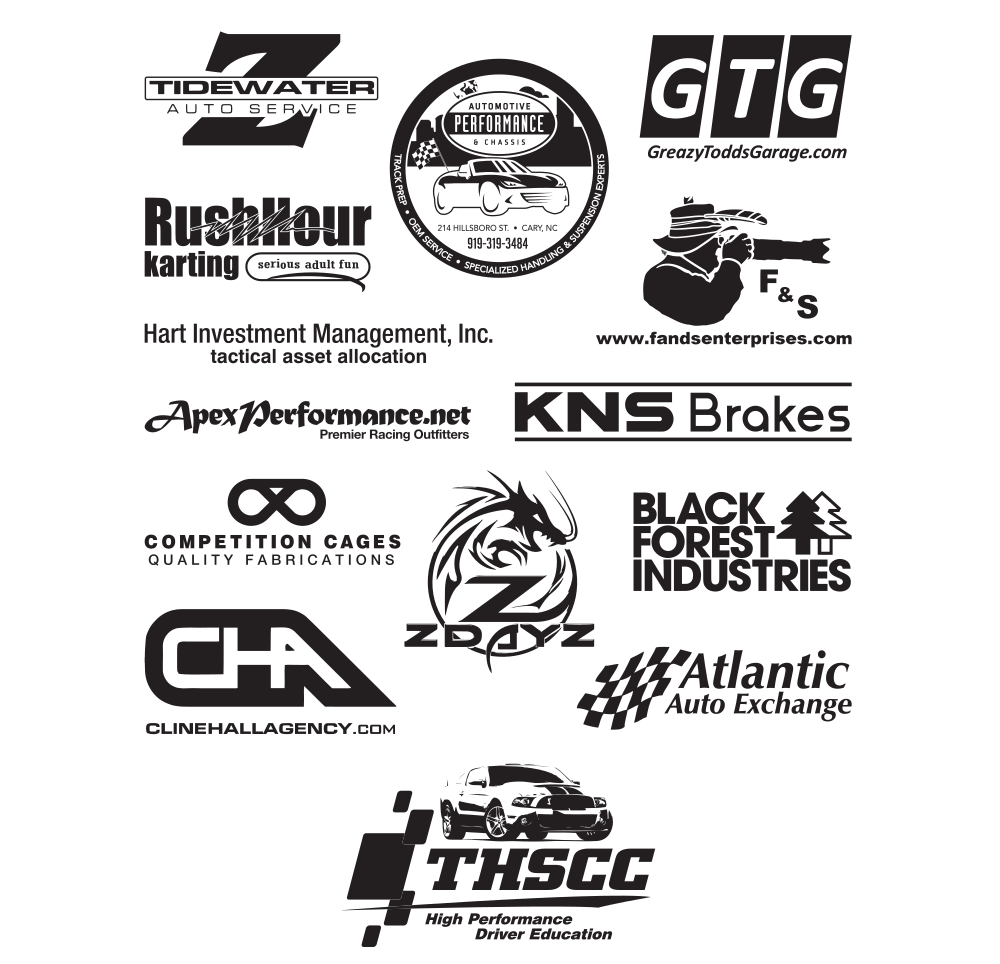 Z
TIDEWATER
AUTO SERVICE
AUTOMOTIVE
PERFORMANCE
& CHASSIS
214 HILLSBORO ST. • CARY, NC
919-319-3484
TRACK PREP • OEM SERVICE • SPECIALIZED HANDLING & SUSPENSION EXPERTS
GTG
GreazyToddsGarage.com
RushHour
karting
serious adult fun
F&S
www.fandsenterprises.com
Hart Investment Management, Inc.
tactical asset allocation
ApexPerformance.net
Premier Racing Outfitters
KNS Brakes
COMPETITION CAGES
QUALITY FABRICATIONS
Z
ZDAYZ
BLACK
FOREST
INDUSTRIES
CHA
CLINEHALLAGENCY.COM
Atlantic
Auto Exchange
THSCC
High Performance
Driver Education